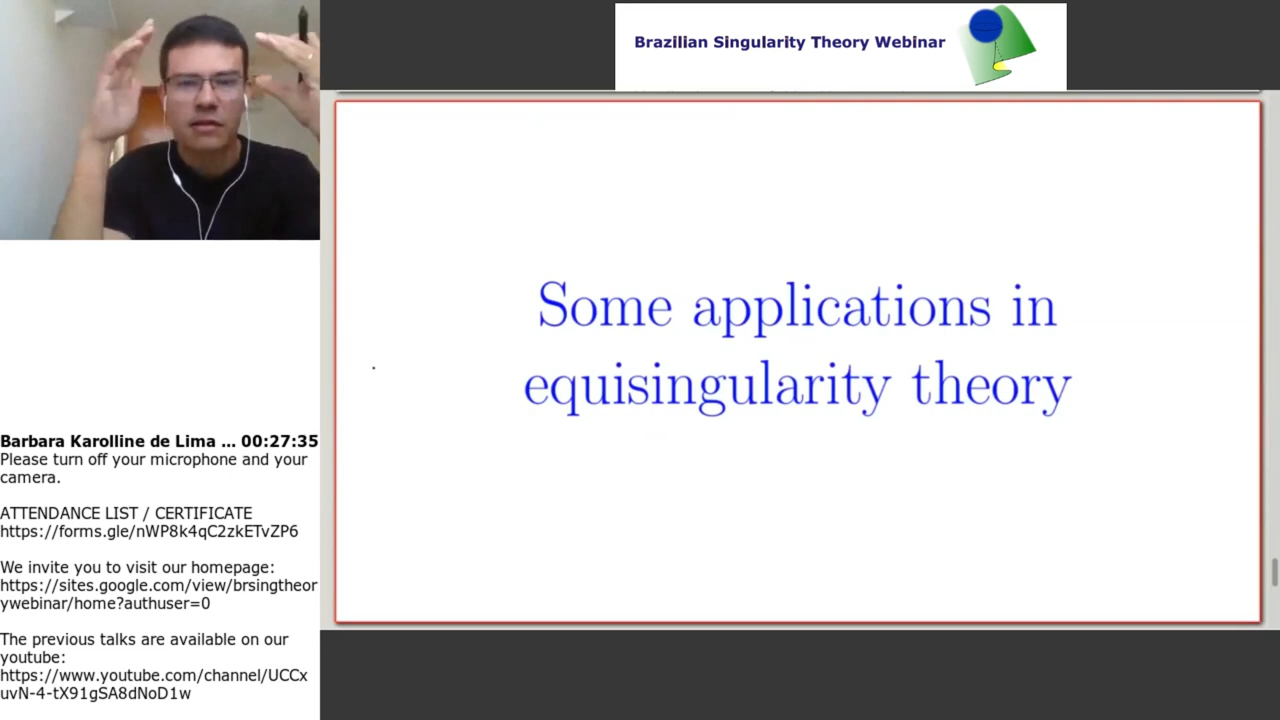 Brazilian Singularity Theory Webinar
Some applications in
equisingularity theory
Barbara Karolline de Lima ... 00:27:35
Please turn off your microphone and your
camera.
ATTENDANCE LIST / CERTIFICATE
https://forms.gle/nWP8k4qC2zkETvZP6
We invite you to visit our homepage:
https://sites.google.com/view/brsingtheor
ywebinar/home?authuser=0
The previous talks are available on our
youtube:
https://www.youtube.com/channel/UCCx
uvN-4-tX91gSA8dNoD1w